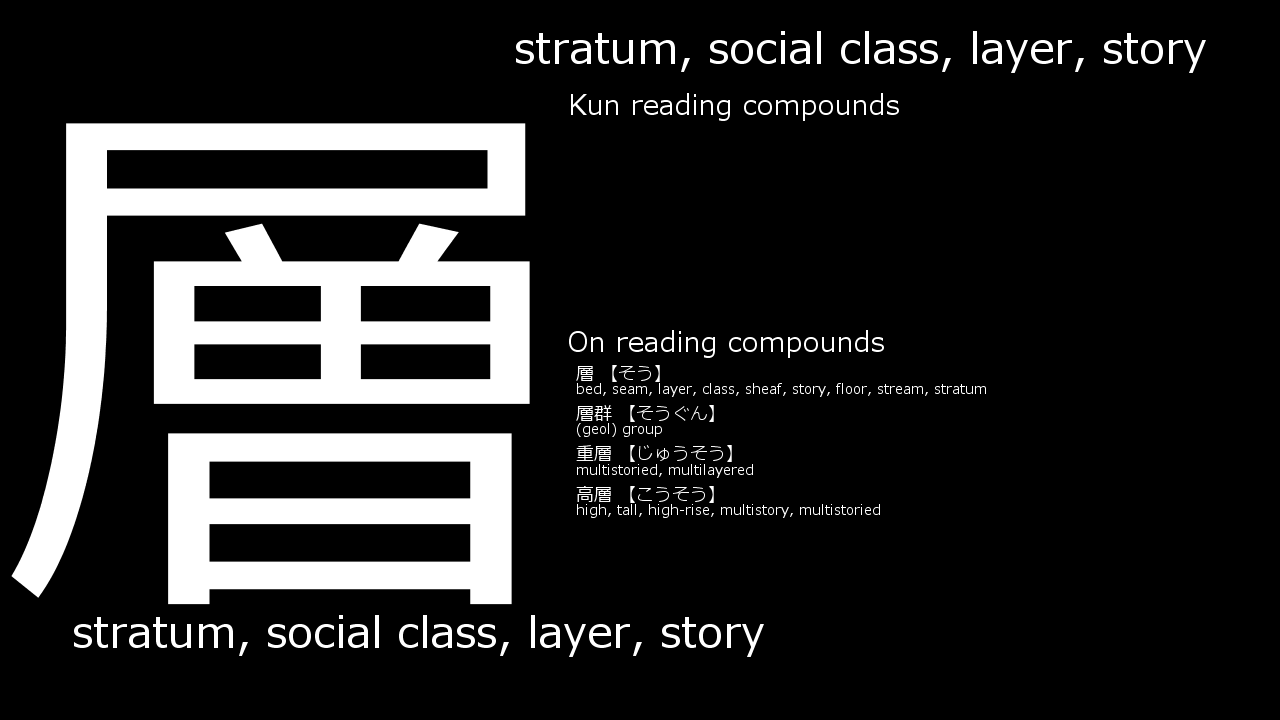 stratum, social class, layer, story
Kun reading compounds
層
On reading compounds
層 【そう】
bed, seam, layer, class, sheaf, story, floor, stream, stratum
層群 【そうぐん】
(geol) group
重層 【じゅうそう】
multistoried, multilayered
高層 【こうそう】
high, tall, high-rise, multistory, multistoried
stratum, social class, layer, story